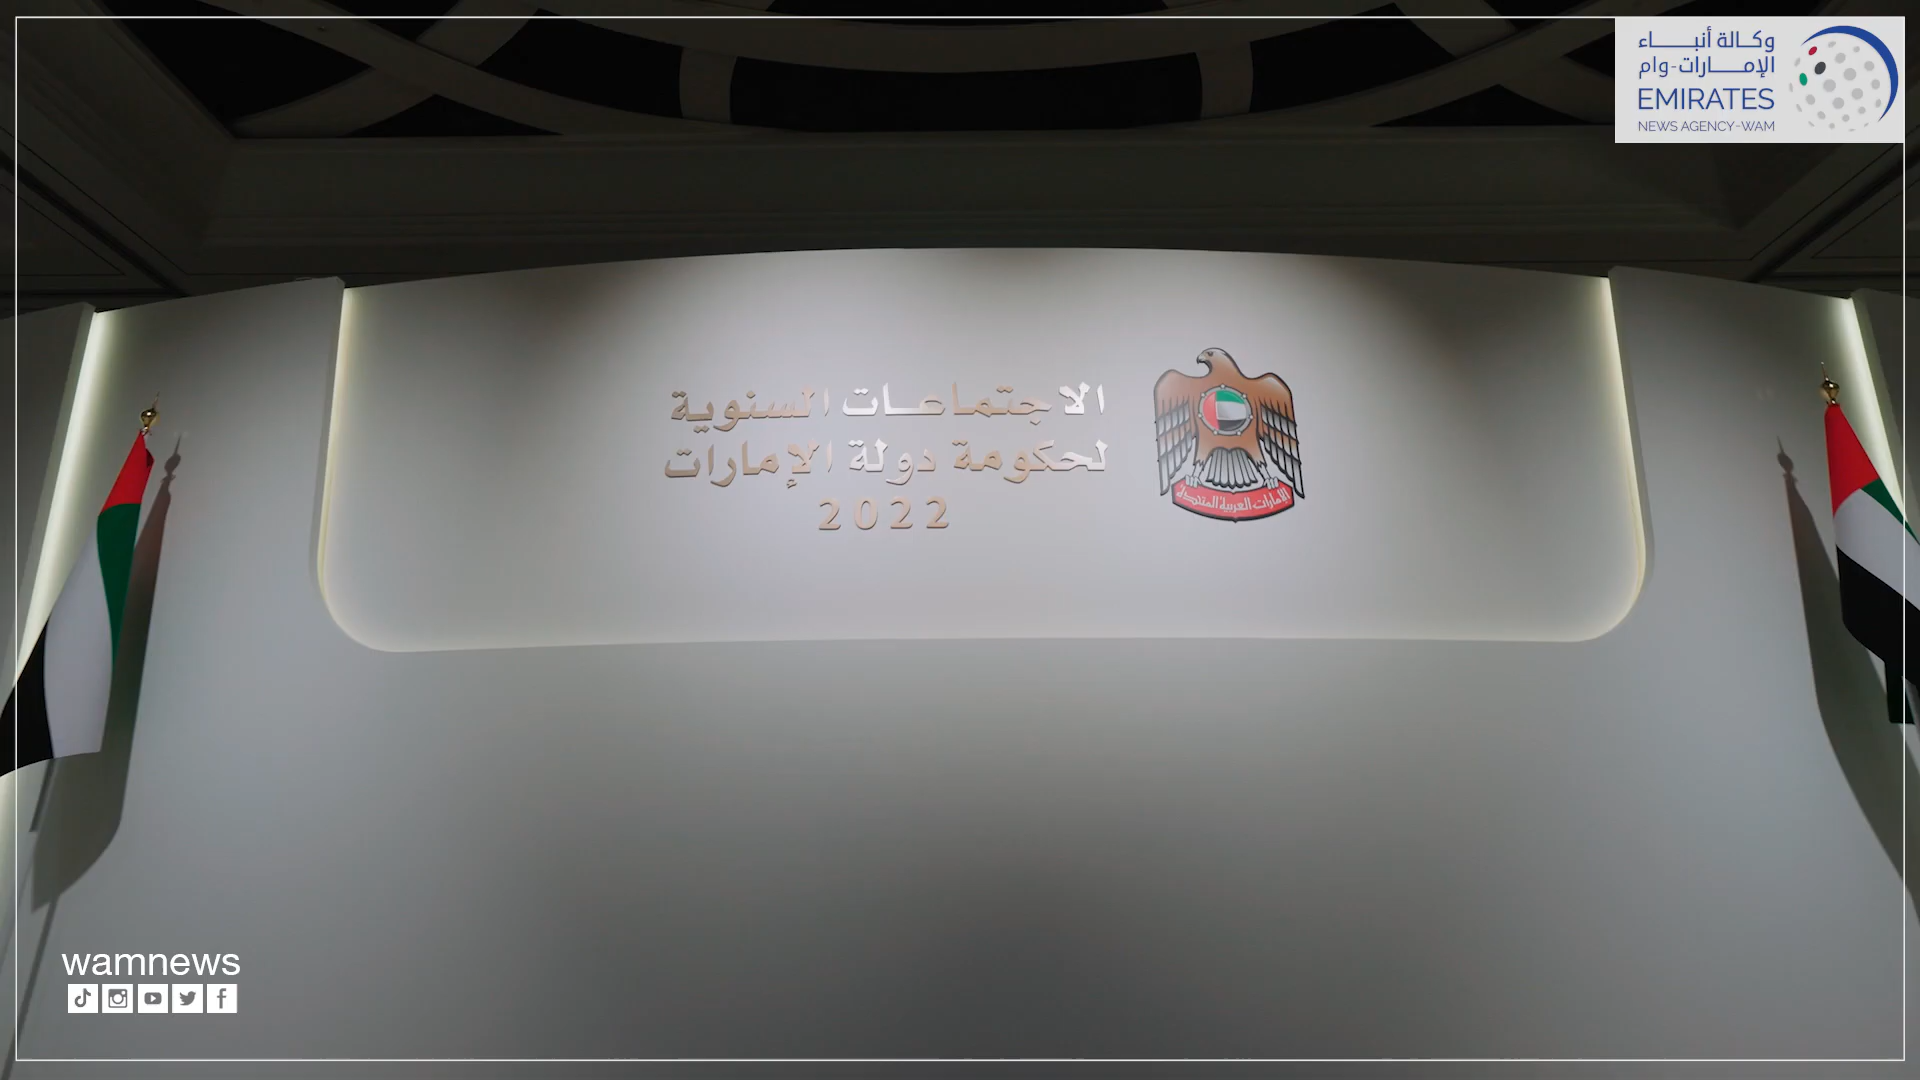 وكالة أنباء
الإمارات-وام
EMIRATES
NEWS AGENCY-WAM
الاجتماعات السنوية
لحكومة دولة الإمارات
2022
الإمارات العربية المتحدة
wamnews